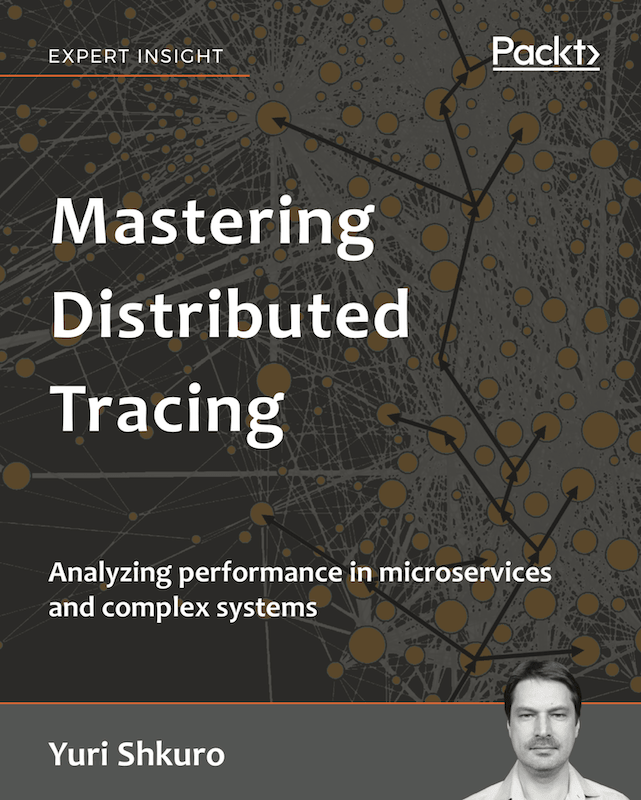 EXPERT INSIGHT
Packt>
Mastering
Distributed
Tracing
Analyzing performance in microservices
and complex systems
Yuri Shkuro